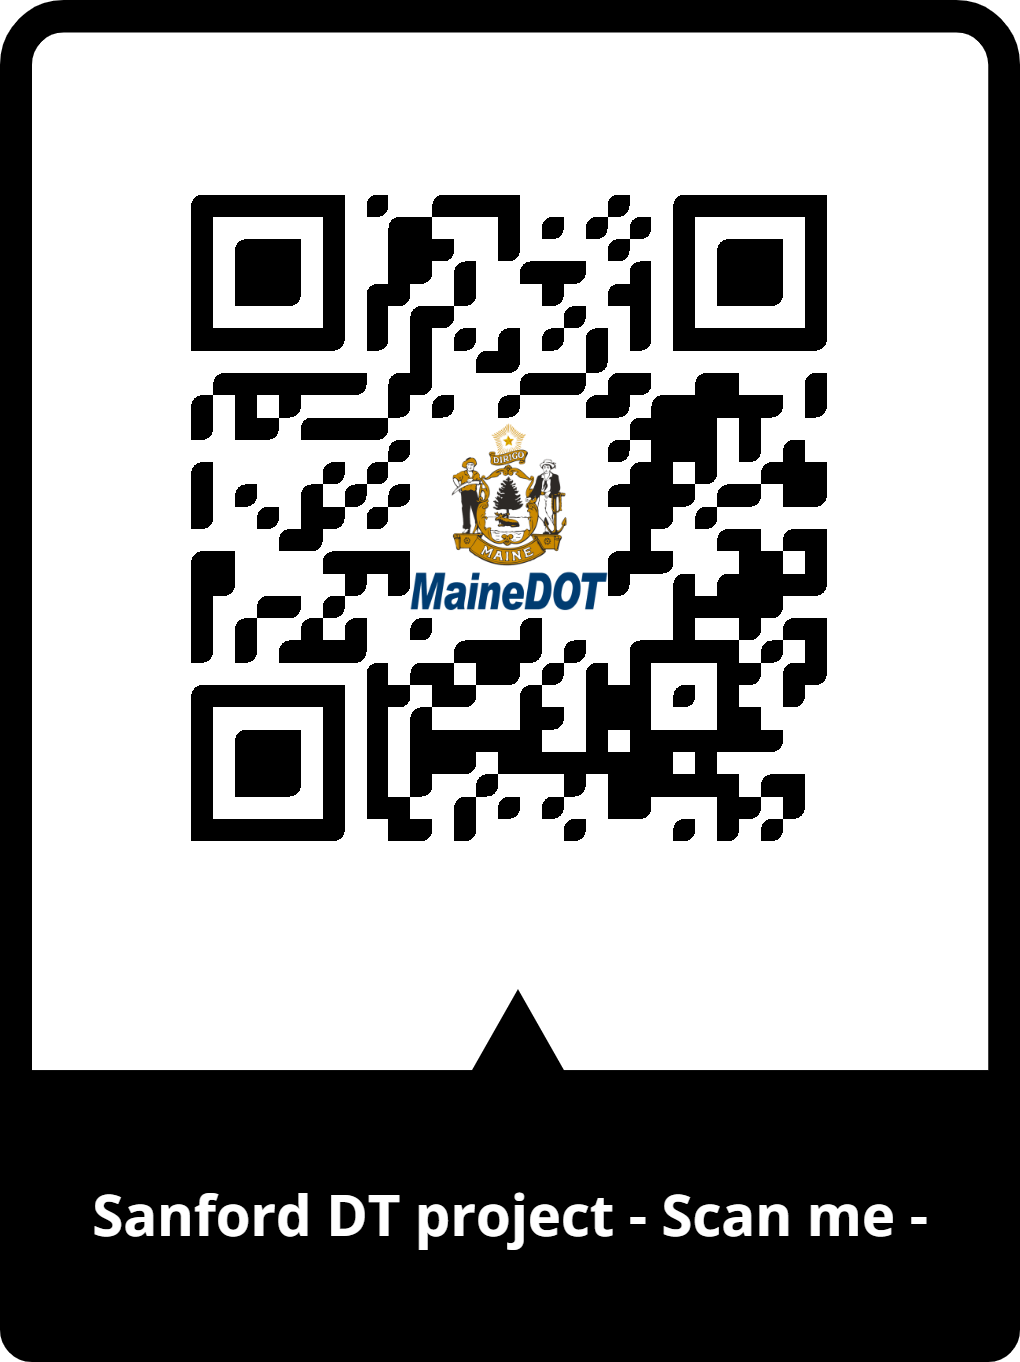 DIRIGO
MAINE
MaineDOT
Sanford DT project - Scan me -